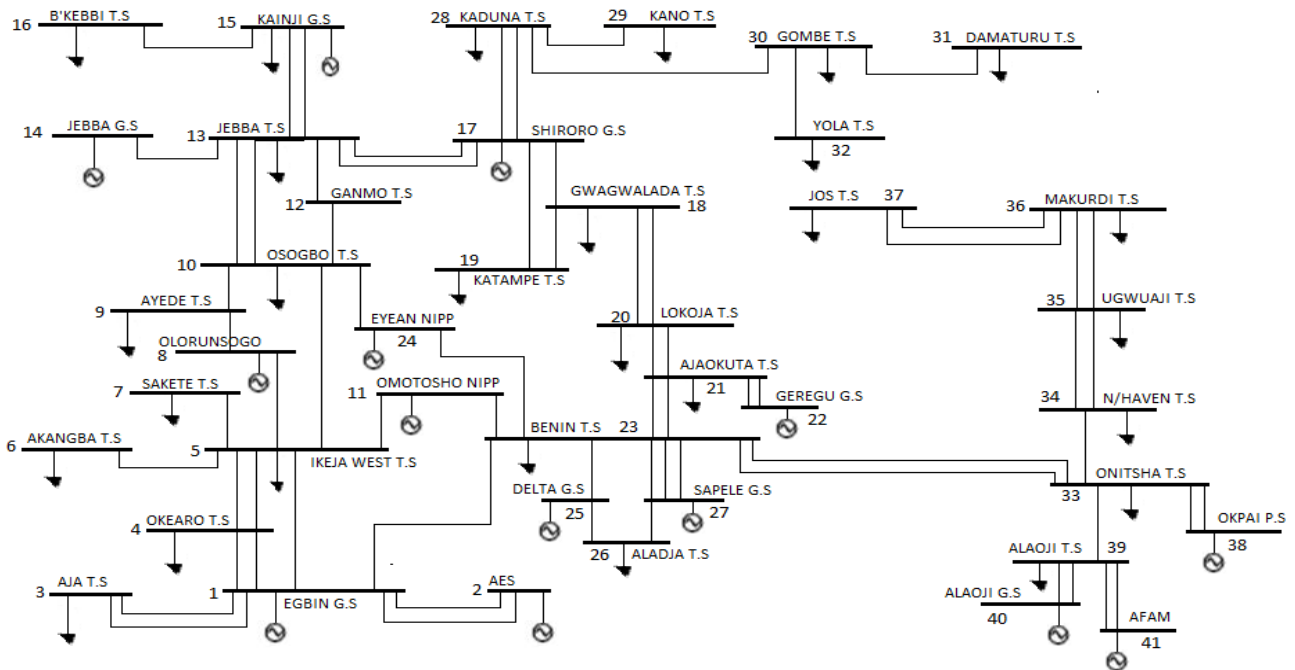 16 B'KEBBI T.S
15 KAINJI G.S
28 KADUNA T.S
29 KANO T.S
30 GOMBE T.S
31 DAMATURU T.S
14 JEBBA G.S
13 JEBBA T.S
17 SHIRORO G.S
YOLA T.S
32
GANMO T.S
12
GWAGWALADA T.S
18
JOS T.S 37
36 MAKURDI T.S
10 OSOGBO T.S
19
KATAMPE T.S
9 AYEDE T.S
EYEAN NIPP
24
20 LOKOJA T.S
35 UGWUAJI T.S
OLORUNSOGO
8
7 SAKETE T.S
11 OMOTOSHO NIPP
AJAOKUTA T.S
21
GEREGU G.S
22
34 N/HAVEN T.S
6 AKANGBA T.S
5
IKEJA WEST T.S
BENIN T.S 23
ONITSHA T.S
33
DELTA G.S
25
SAPELE G.S
27
4 OKEARO T.S
26 ALADJA T.S
OKPAI P.S
38
ALAOJI T.S 39
3 AJA T.S
1
EGBIN G.S
2 AES
ALAOJI G.S
40
AFAM
41